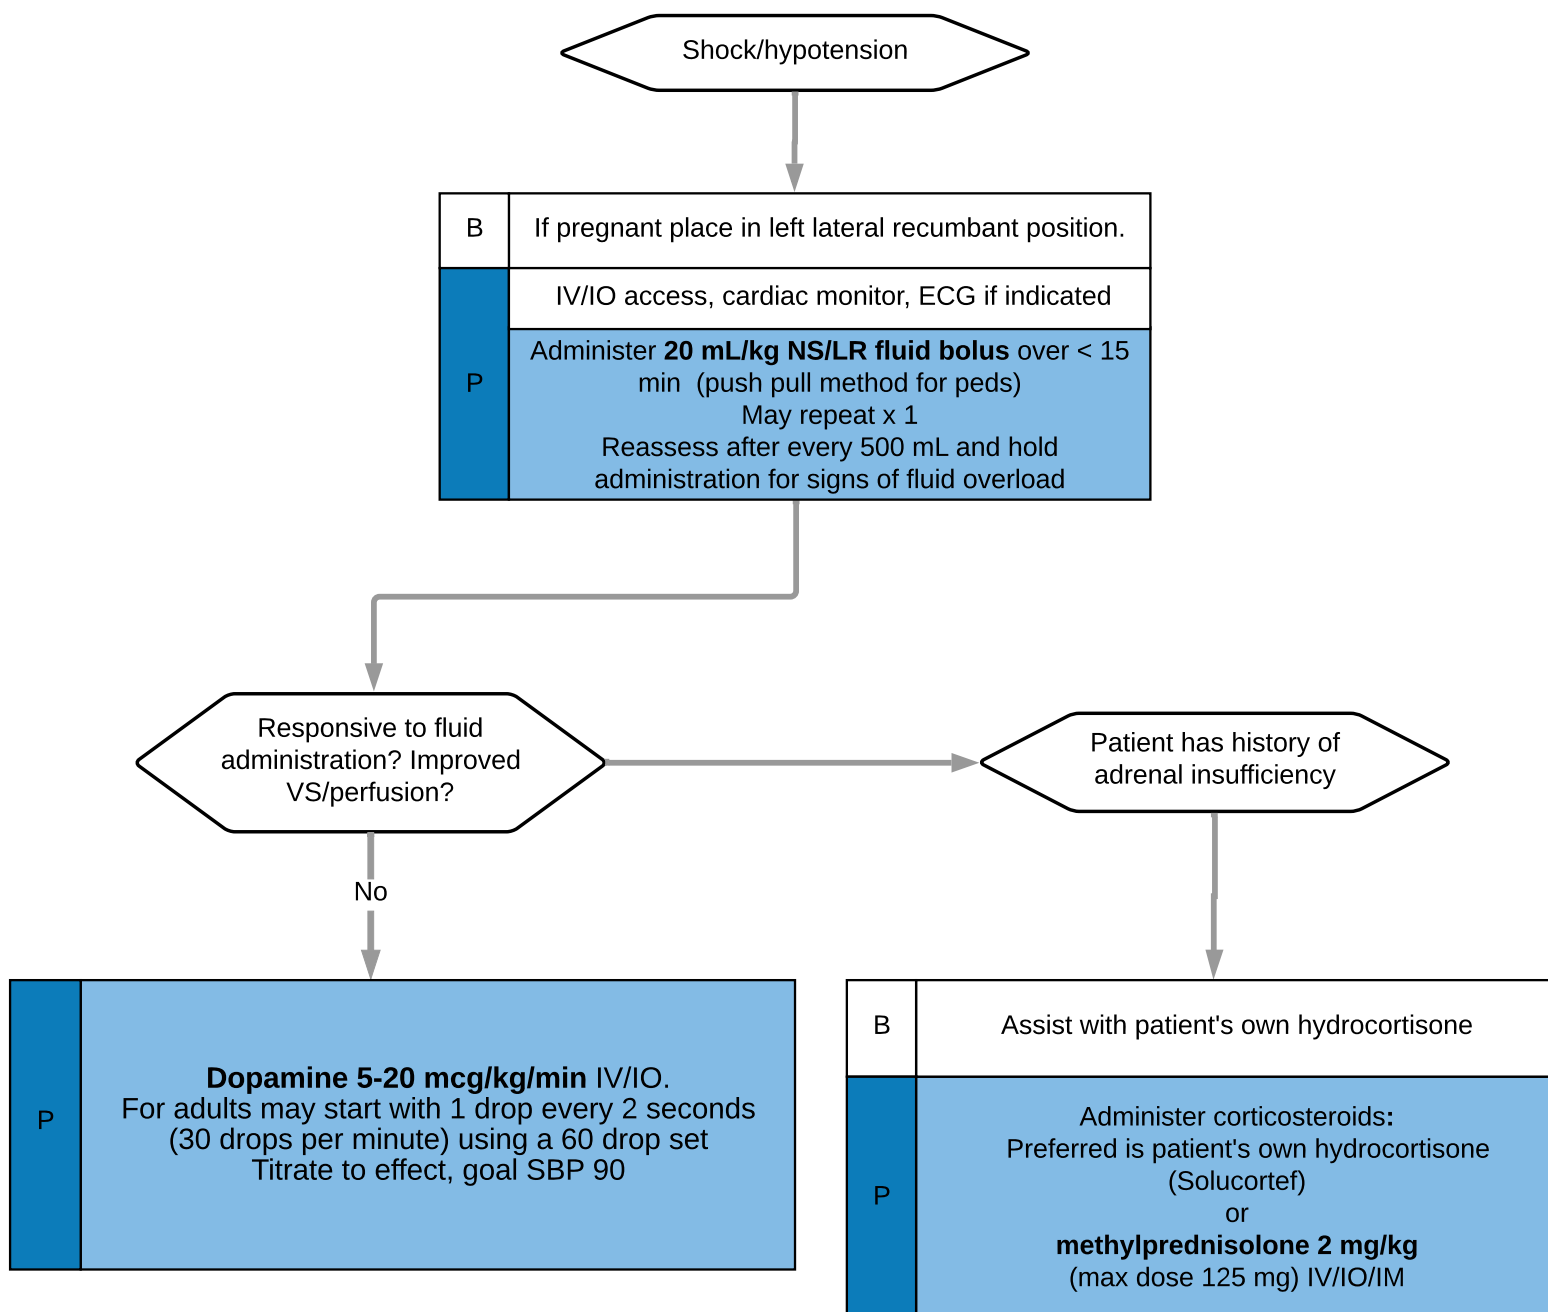 Shock/hypotension
B
If pregnant place in left lateral recumbant position.
P
IV/IO access, cardiac monitor, ECG if indicated
Administer 20 mL/kg NS/LR fluid bolus over < 15
min (push pull method for peds)
May repeat x 1
Reassess after every 500 mL and hold
administration for signs of fluid overload
Responsive to fluid
administration? Improved
VS/perfusion?
Patient has history of
adrenal insufficiency
No
P
Dopamine 5-20 mcg/kg/min IV/IO.
For adults may start with 1 drop every 2 seconds
(30 drops per minute) using a 60 drop set
Titrate to effect, goal SBP 90
B
Assist with patient's own hydrocortisone
P
Administer corticosteroids:
Preferred is patient's own hydrocortisone
(Solucortef)
or
methylprednisolone 2 mg/kg
(max dose 125 mg) IV/IO/IM